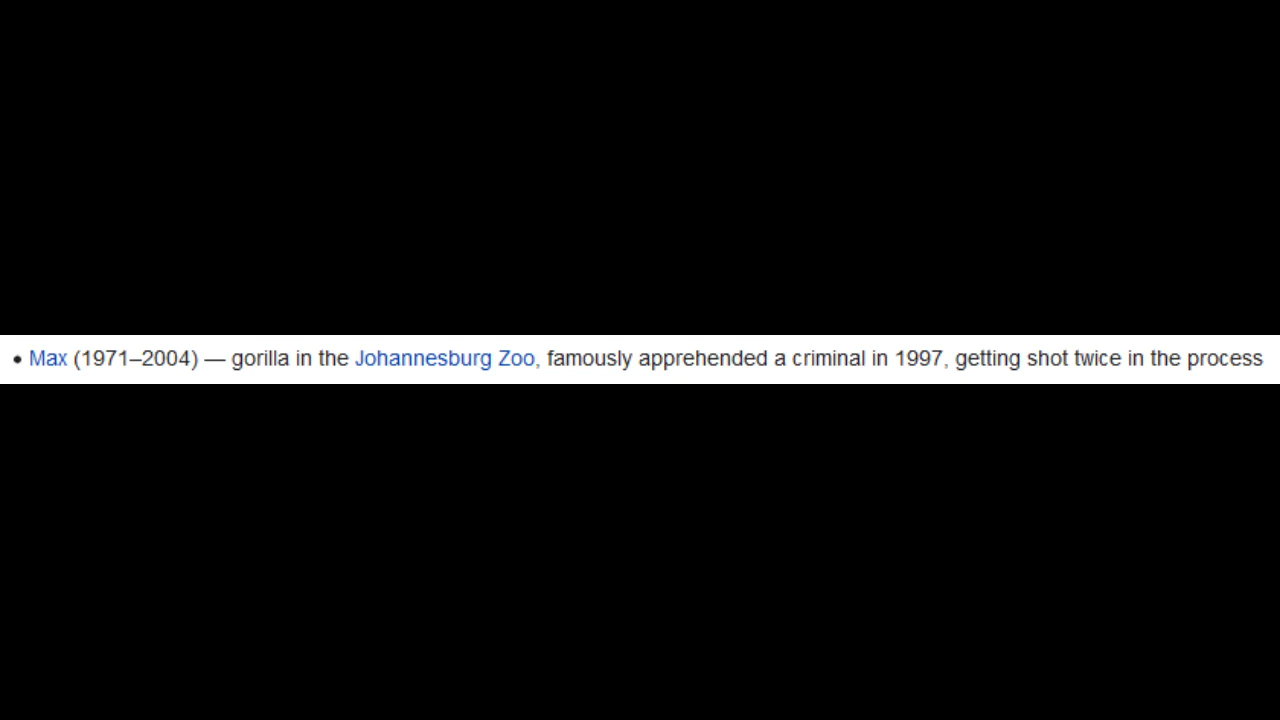 • Max (1971–2004) — gorilla in the Johannesburg Zoo, famously apprehended a criminal in 1997, getting shot twice in the process